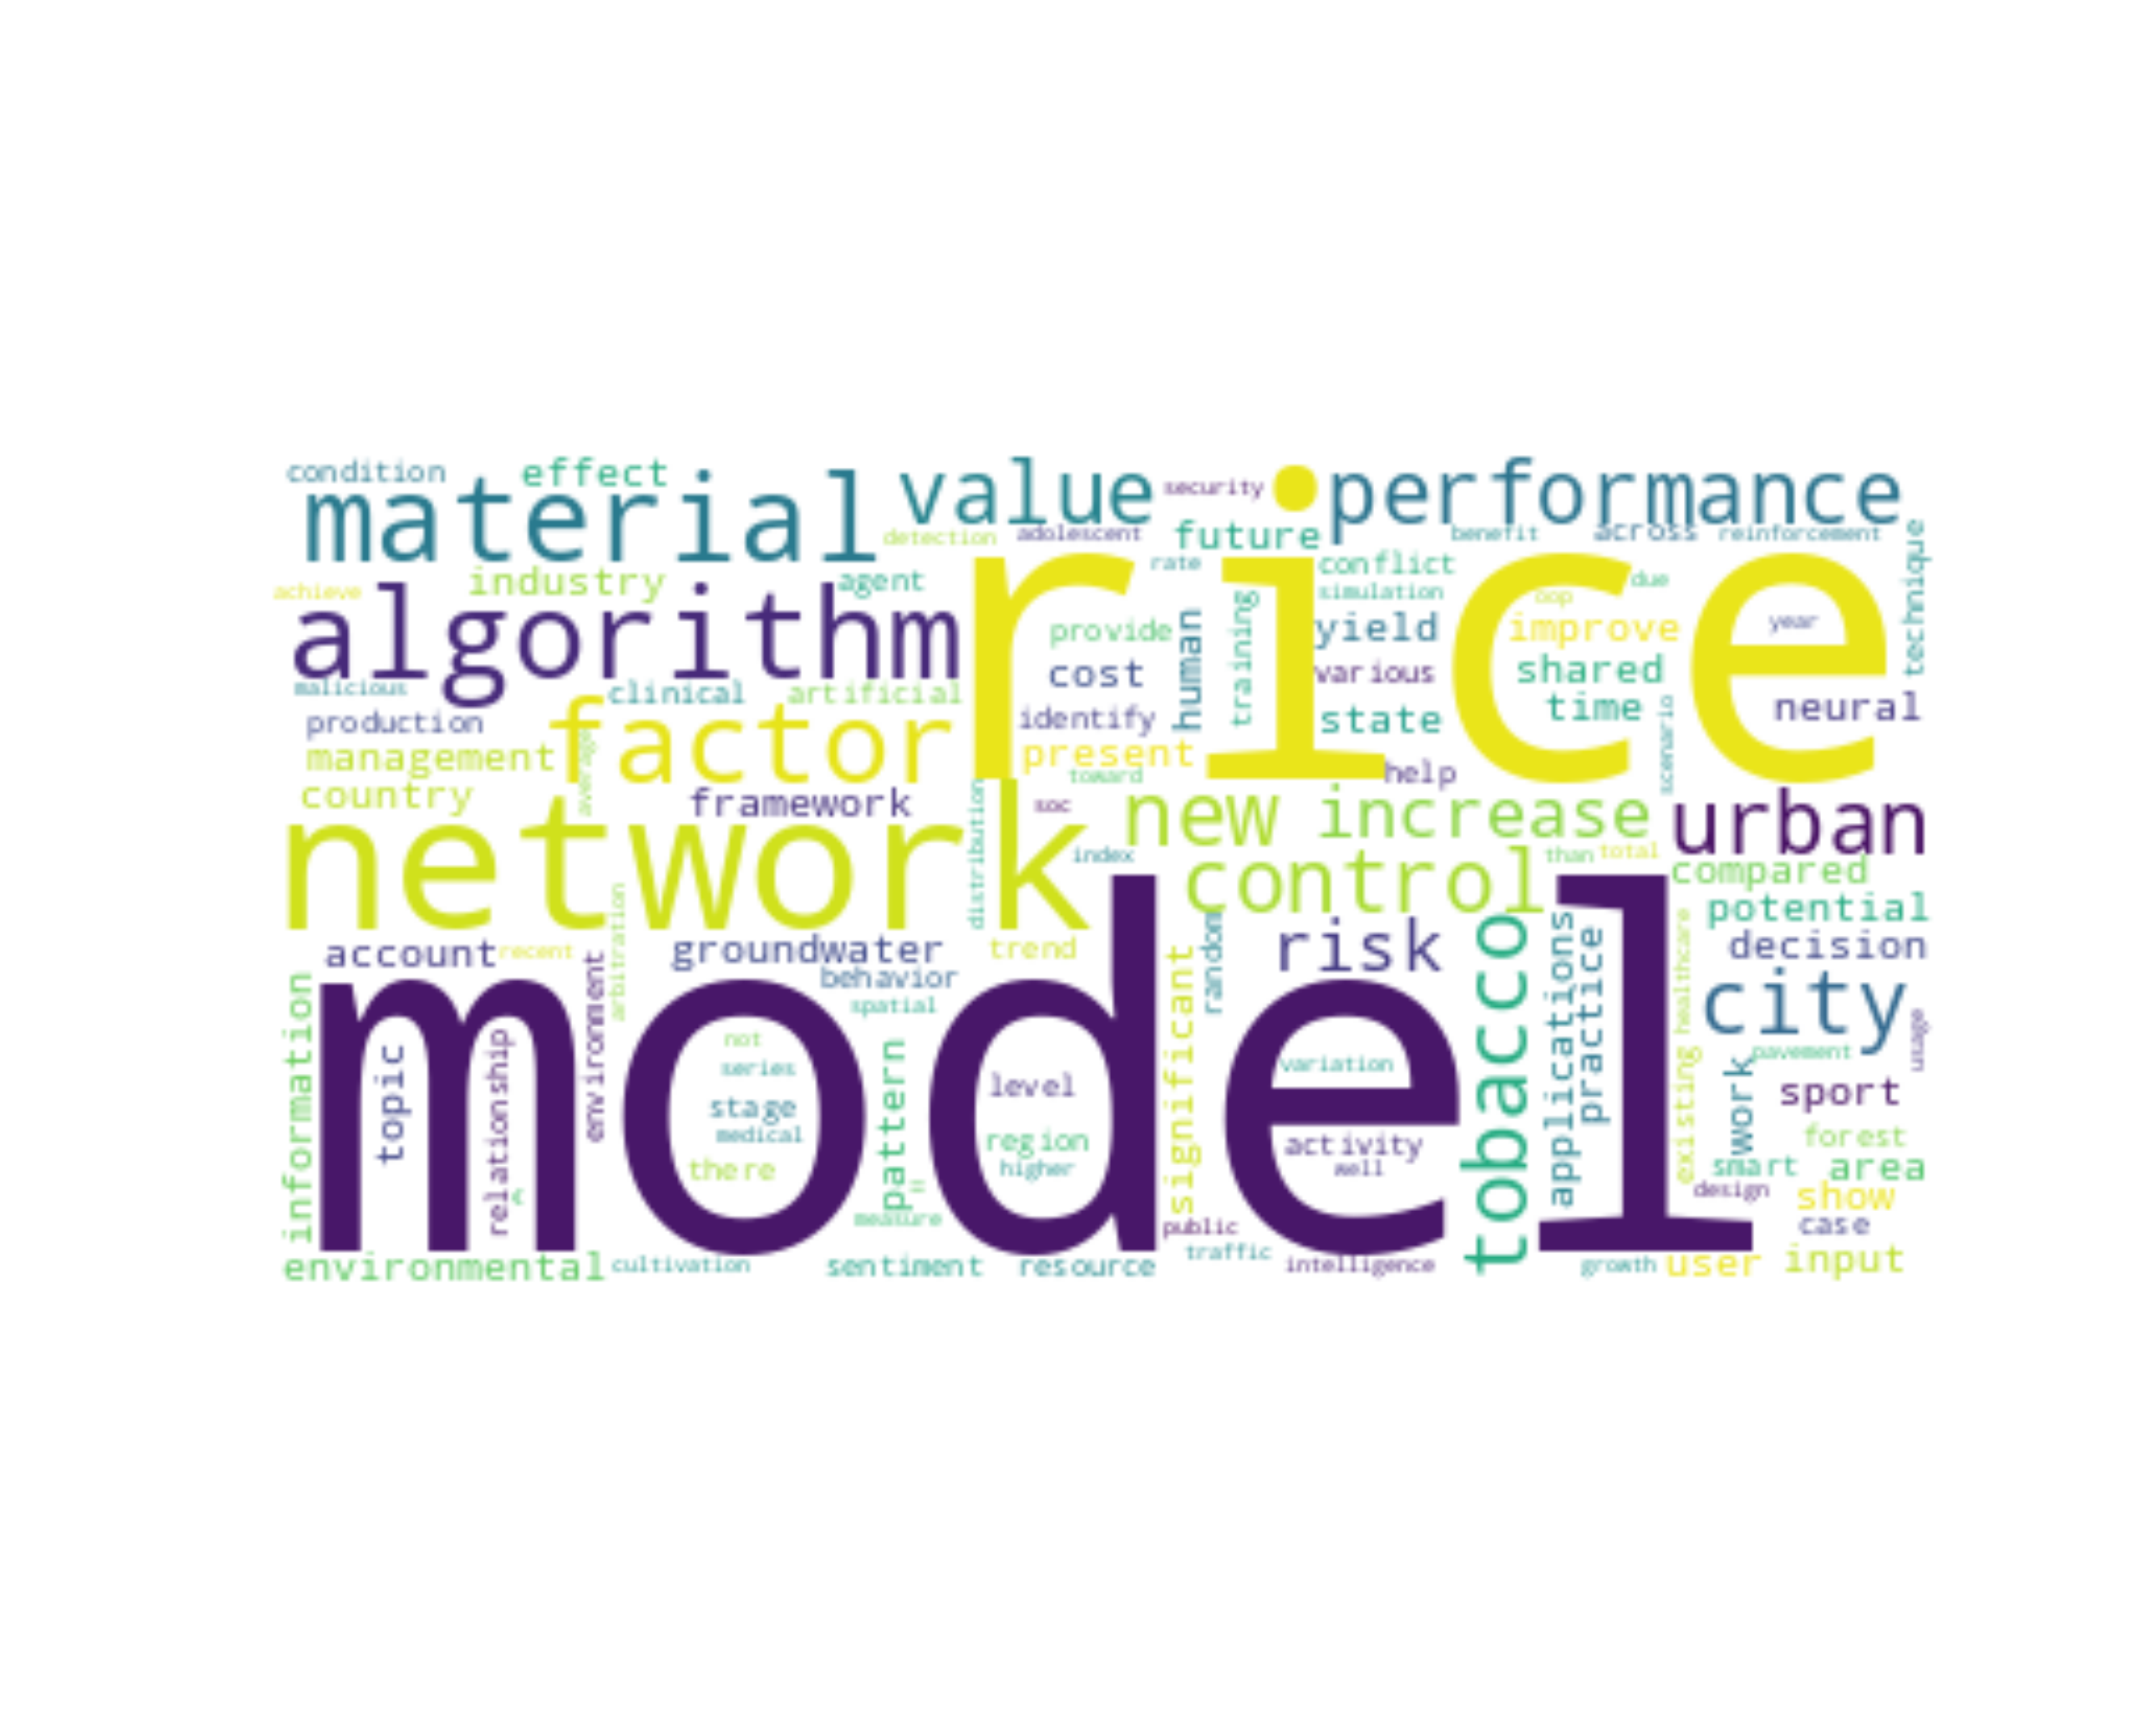 condition effect
material value security performance
detection adolescent future benefit across reinforcement
achieve industry agent rice rate conflict due technique
algorithm simulation oop
provide human training yield improve year
cost various shared
malicious clinical artificial
production factor identify state time neural
management average present scenario
country framework toward help
network distribution soc new increase urban
index than total
control compared
account recent arbitration groundwater trend random risk potential
behavior decision
information model environment spatial significant tobacco applications practice healthcare city
topic relationship not pattern level variation existing work pavement usage
series sport
stage region activity forest
medical higher well smart area
there design show
=
measure public case
environmental cultivation sentiment resource traffic intelligence growth user input